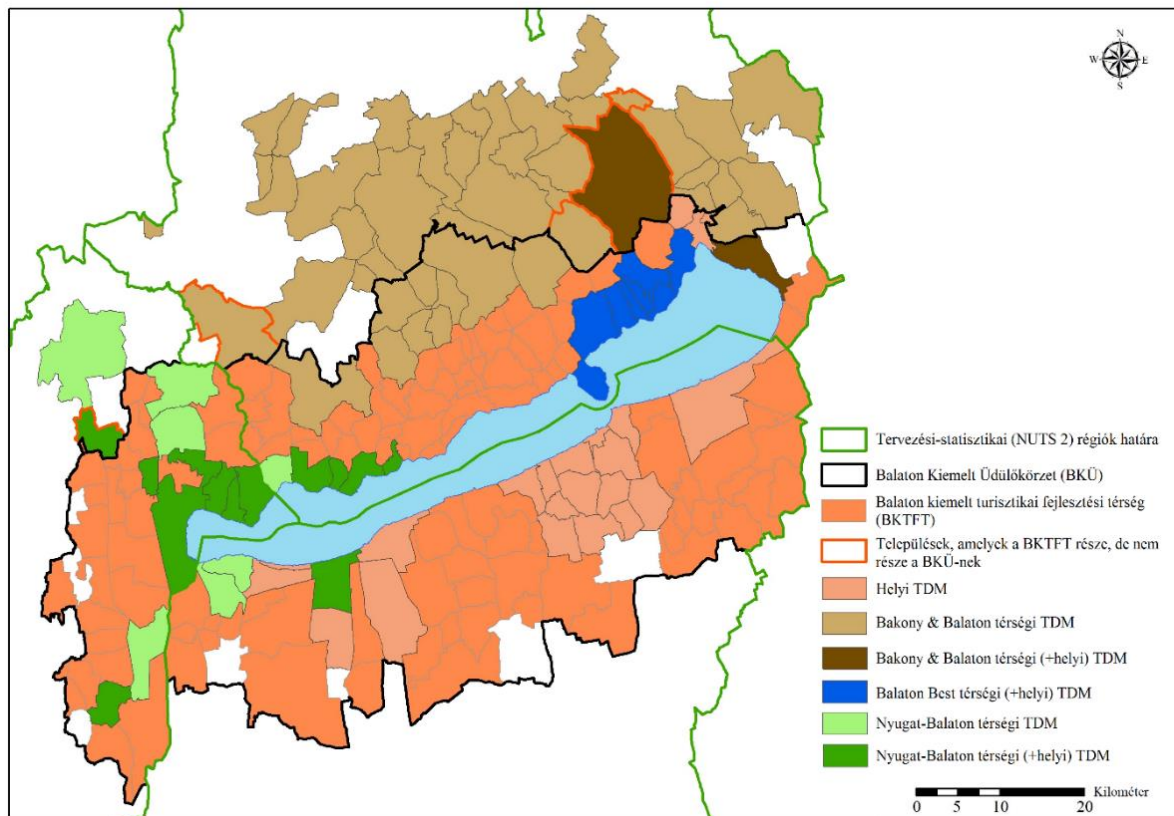 N
W E
S
Tervezési-statisztikai (NUTS 2) régiók határa
Balaton Kiemelt Üdülőkörzet (BKÜ)
Balaton kiemelt turisztikai fejlesztési térség
(BKTFT)
Települések, amelyek a BKTFT része, de nem
része a BKÜ-nek
Helyi TDM
Bakony & Balaton térségi TDM
Bakony & Balaton térségi (+helyi) TDM
Balaton Best térségi (+helyi) TDM
Nyugat-Balaton térségi TDM
Nyugat-Balaton térségi (+helyi) TDM
Kilométer
0 5 10 20